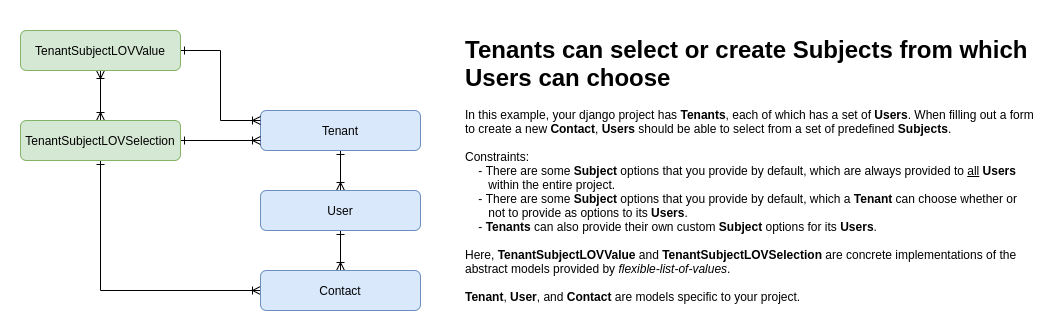 TenantSubjectLOVValue
TenantSubjectLOVSelection
Tenant
User
Contact
Tenants can select or create Subjects from which
Users can choose
In this example, your django project has Tenants, each of which has a set of Users. When filling out a form
to create a new Contact, Users should be able to select from a set of predefined Subjects.
Constraints:
- There are some Subject options that you provide by default, which are always provided to all Users
within the entire project.
- There are some Subject options that you provide by default, which a Tenant can choose whether or
not to provide as options to its Users.
- Tenants can also provide their own custom Subject options for its Users.
Here, TenantSubjectLOVValue and TenantSubjectLOVSelection are concrete implementations of the
abstract models provided by flexible-list-of-values.
Tenant, User, and Contact are models specific to your project.